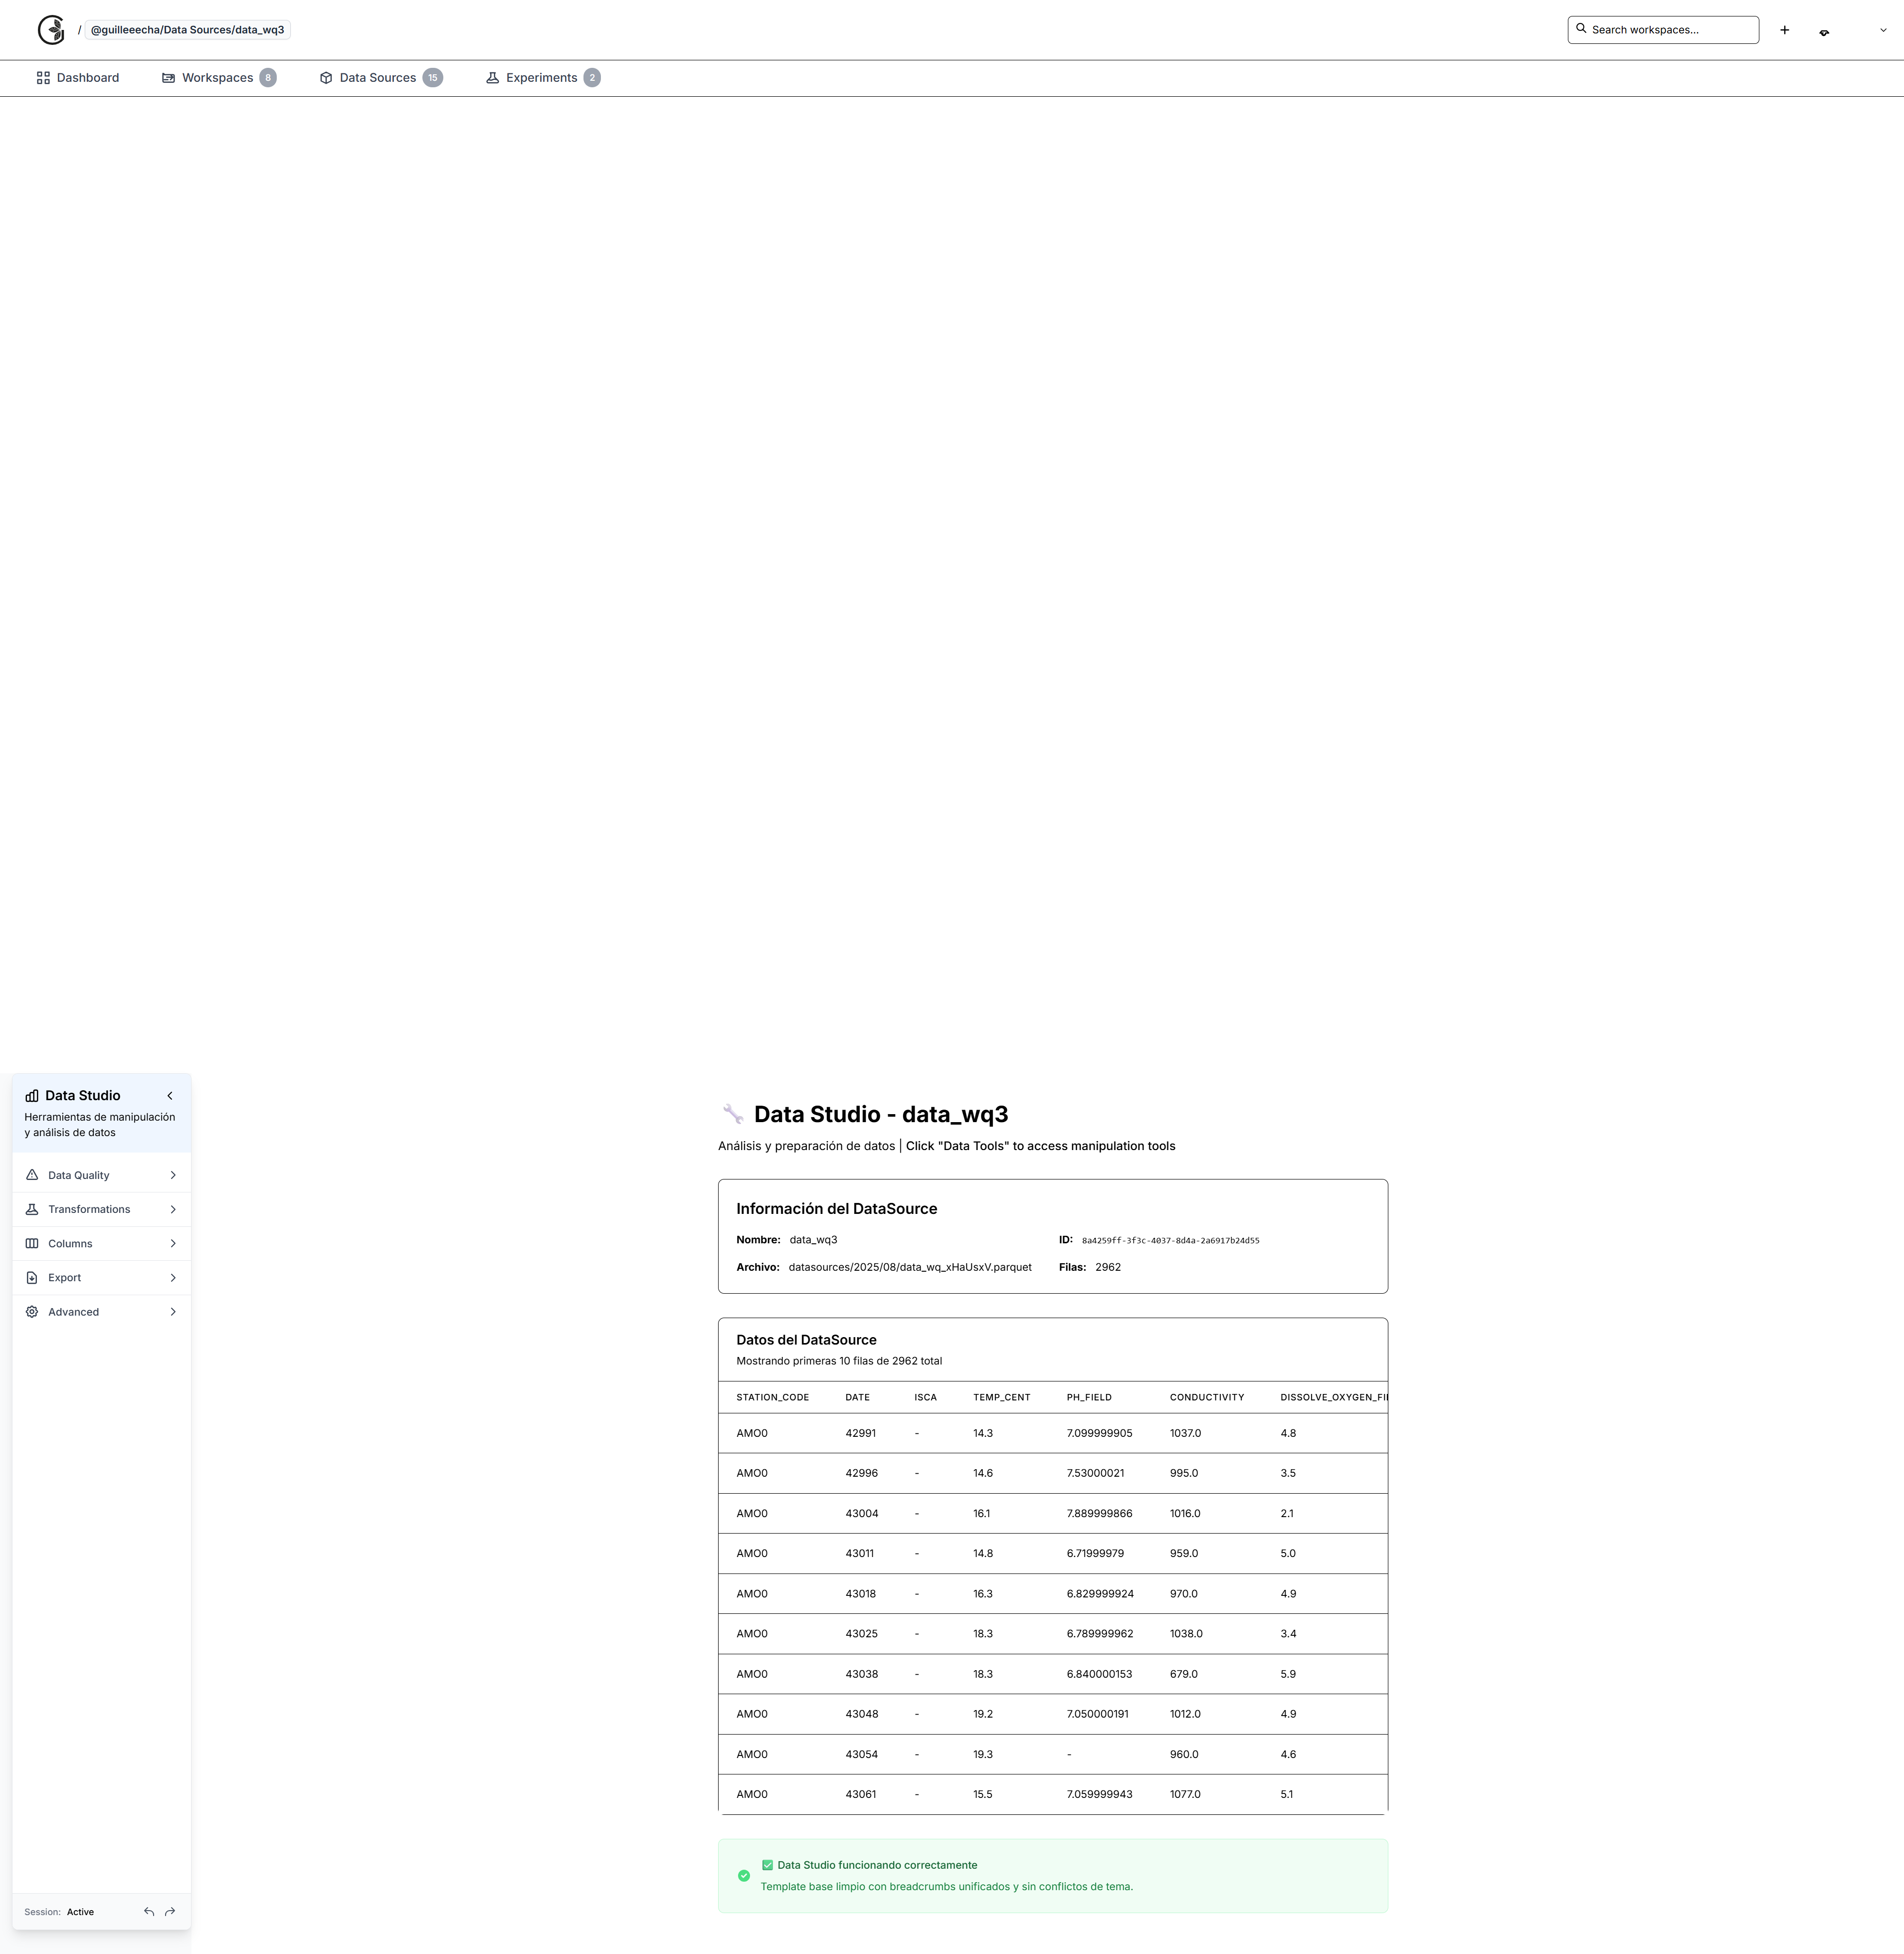 / @guilleeecha/Data Sources/data_wq3
Search workspaces...
Dashboard Workspaces 8 Data Sources 15 Experiments 2
Data Studio
Herramientas de manipulación
y análisis de datos
Data Quality
Transformations
Columns
Export
Advanced
Session: Active
Data Studio - data_wq3
Análisis y preparación de datos | Click "Data Tools" to access manipulation tools
Información del DataSource
Nombre: data_wq3 ID: 8a4259ff-3f3c-4037-8d4a-2a6917b24d55
Archivo: datasources/2025/08/data_wq_xHaUsxV.parquet Filas: 2962
Datos del DataSource
Mostrando primeras 10 filas de 2962 total
STATION_CODE DATE ISCA TEMP_CENT PH_FIELD CONDUCTIVITY DISSOLVE_OXYGEN_FI
AMO0 42991 - 14.3 7.099999905 1037.0 4.8
AMO0 42996 - 14.6 7.53000021 995.0 3.5
AMO0 43004 - 16.1 7.889999866 1016.0 2.1
AMO0 43011 - 14.8 6.71999979 959.0 5.0
AMO0 43018 - 16.3 6.829999924 970.0 4.9
AMO0 43025 - 18.3 6.789999962 1038.0 3.4
AMO0 43038 - 18.3 6.840000153 679.0 5.9
AMO0 43048 - 19.2 7.050000191 1012.0 4.9
AMO0 43054 - 19.3 - 960.0 4.6
AMO0 43061 - 15.5 7.059999943 1077.0 5.1
✅ Data Studio funcionando correctamente
Template base limpio con breadcrumbs unificados y sin conflictos de tema.